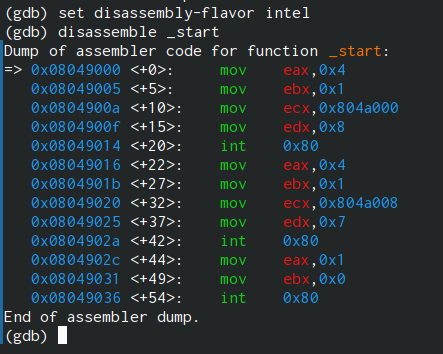 (gdb) set disassembly-flavor intel
(gdb) disassemble _start
Dump of assembler code for function _start:
=> 0x08049000 <+0>:     mov    eax,0x4
   0x08049005 <+5>:     mov    ebx,0x1
   0x0804900a <+10>:    mov    ecx,0x804a000
   0x0804900f <+15>:    mov    edx,0x8
   0x08049014 <+20>:    int    0x80
   0x08049016 <+22>:    mov    eax,0x4
   0x0804901b <+27>:    mov    ebx,0x1
   0x08049020 <+32>:    mov    ecx,0x804a008
   0x08049025 <+37>:    mov    edx,0x7
   0x0804902a <+42>:    int    0x80
   0x0804902c <+44>:    mov    eax,0x1
   0x08049031 <+49>:    mov    ebx,0x0
   0x08049036 <+54>:    int    0x80
End of assembler dump.
(gdb)